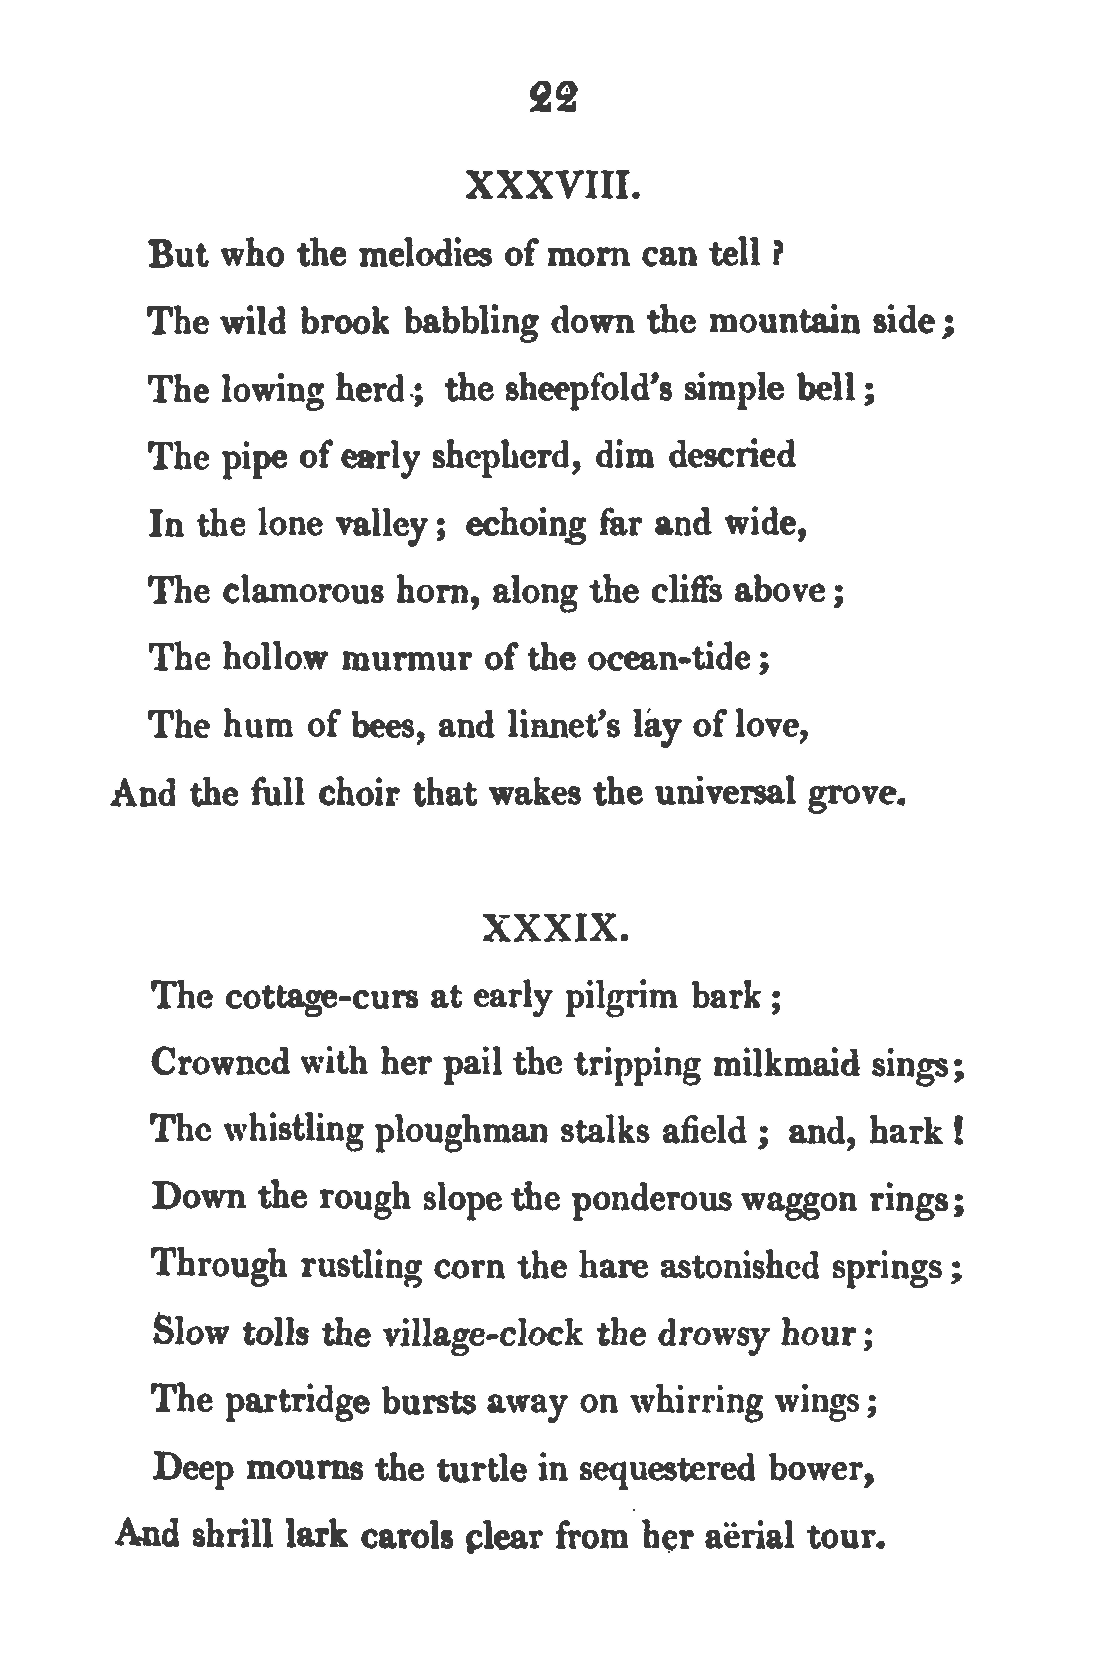 22
XXXVIII.
But who the melodies of morn can tell ?
The wild brook babbling down the mountain side ;
The lowing herd ; the sheepfold's simple bell ;
The pipe of early shepherd, dim descried
In the lone valley ; echoing far and wide,
The clamorous horn, along the cliffs above ;
The hollow murmur of the ocean-tide ;
The hum of bees, and linnet's lay of love,
And the full choir that wakes the universal grove.
XXXIX.
The cottage-curs at early pilgrim bark ;
Crowned with her pail the tripping milkmaid sings ;
The whistling ploughman stalks afield ; and, hark !
Down the rough slope the ponderous waggon rings ;
Through rustling corn the hare astonished springs ;
Slow tolls the village-clock the drowsy hour ;
The partridge bursts away on whirring wings ;
Deep mourns the turtle in sequestered bower,
And shrill lark carols clear from her aërial tour.